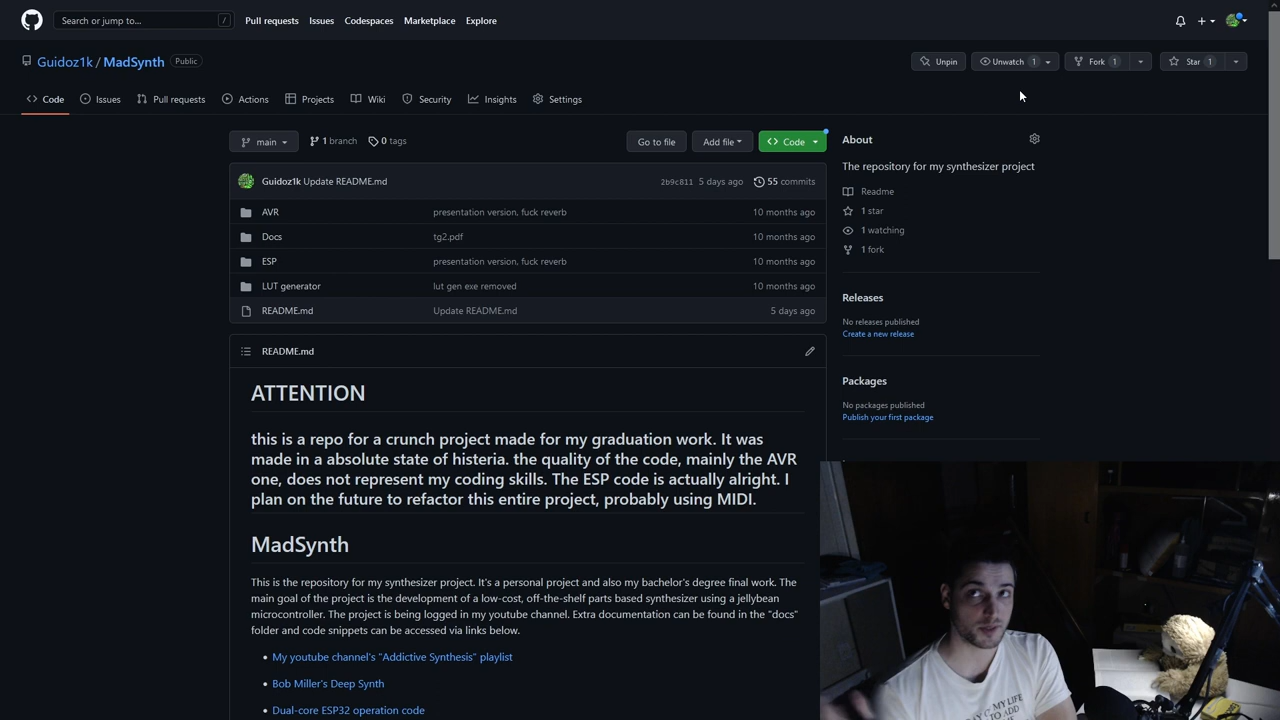 Search or jump to... /
Pull requests Issues Codespaces Marketplace Explore
Guidoz1k / MadSynth Public
Unpin Unwatch 1 Fork 1 Star 1
Code Issues Pull requests Actions Projects Wiki Security Insights Settings
main 1 branch 0 tags Go to file Add file Code
Guidoz1k Update README.md 2b9c811 5 days ago 55 commits
AVR presentation version, fuck reverb 10 months ago
Docs tg2.pdf 10 months ago
ESP presentation version, fuck reverb 10 months ago
LUT generator lut gen exe removed 10 months ago
README.md Update README.md 5 days ago
README.md
ATTENTION
this is a repo for a crunch project made for my graduation work. It was
made in a absolute state of histeria. the quality of the code, mainly the AVR
one, does not represent my coding skills. The ESP code is actually alright. I
plan on the future to refactor this entire project, probably using MIDI.
MadSynth
This is the repository for my synthesizer project. It's a personal project and also my bachelor's degree final work. The
main goal of the project is the development of a low-cost, off-the-shelf parts based synthesizer using a jellybean
microcontroller. The project is being logged in my youtube channel. Extra documentation can be found in the "docs"
folder and code snippets can be accessed via links below.
My youtube channel's "Addictive Synthesis" playlist
Bob Miller's Deep Synth
Dual-core ESP32 operation code
About
The repository for my synthesizer project
Readme
1 star
1 watching
1 fork
Releases
No releases published
Create a new release
Packages
No packages published
Publish your first package
MY LIFE
TO ADD